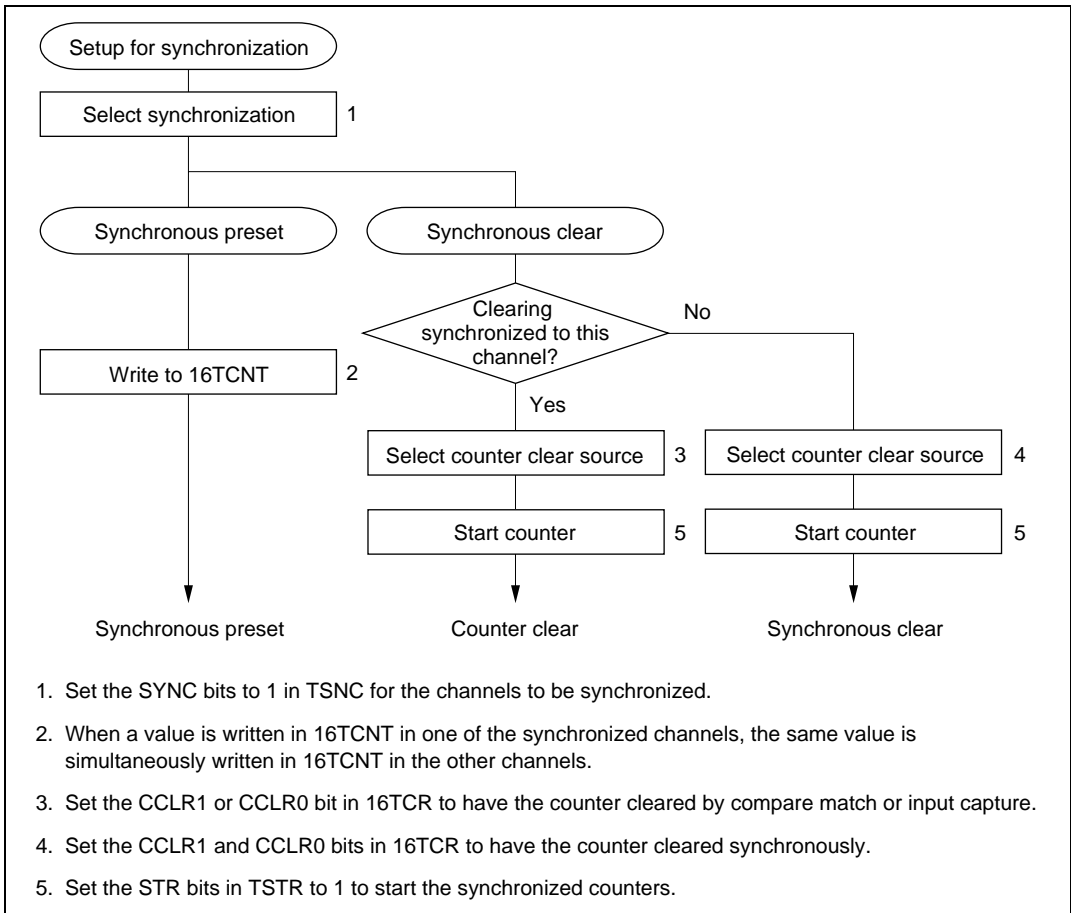 Setup for synchronization
Select synchronization 1
Synchronous preset
Synchronous clear
Clearing
synchronized to this
channel?
No
Write to 16TCNT 2
Yes
Select counter clear source 3
Select counter clear source 4
Start counter 5
Start counter 5
Synchronous preset
Counter clear
Synchronous clear
1. Set the SYNC bits to 1 in TSNC for the channels to be synchronized.
2. When a value is written in 16TCNT in one of the synchronized channels, the same value is
simultaneously written in 16TCNT in the other channels.
3. Set the CCLR1 or CCLR0 bit in 16TCR to have the counter cleared by compare match or input capture.
4. Set the CCLR1 and CCLR0 bits in 16TCR to have the counter cleared synchronously.
5. Set the STR bits in TSTR to 1 to start the synchronized counters.